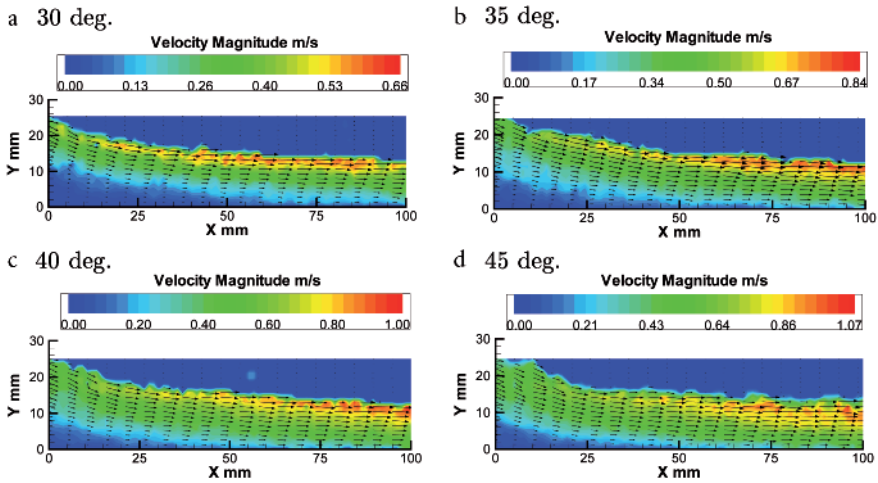 a 30 deg.
Velocity Magnitude m/s
0.00 0.13 0.26 0.40 0.53 0.66
30
20
10
0
Y mm
0 25 50 75 100
X mm
b 35 deg.
Velocity Magnitude m/s
0.00 0.17 0.34 0.50 0.67 0.84
30
20
10
0
Y mm
0 25 50 75 100
X mm
c 40 deg.
Velocity Magnitude m/s
0.00 0.20 0.40 0.60 0.80 1.00
30
20
10
0
Y mm
0 25 50 75 100
X mm
d 45 deg.
Velocity Magnitude m/s
0.00 0.21 0.43 0.64 0.86 1.07
30
20
10
0
Y mm
0 25 50 75 100
X mm